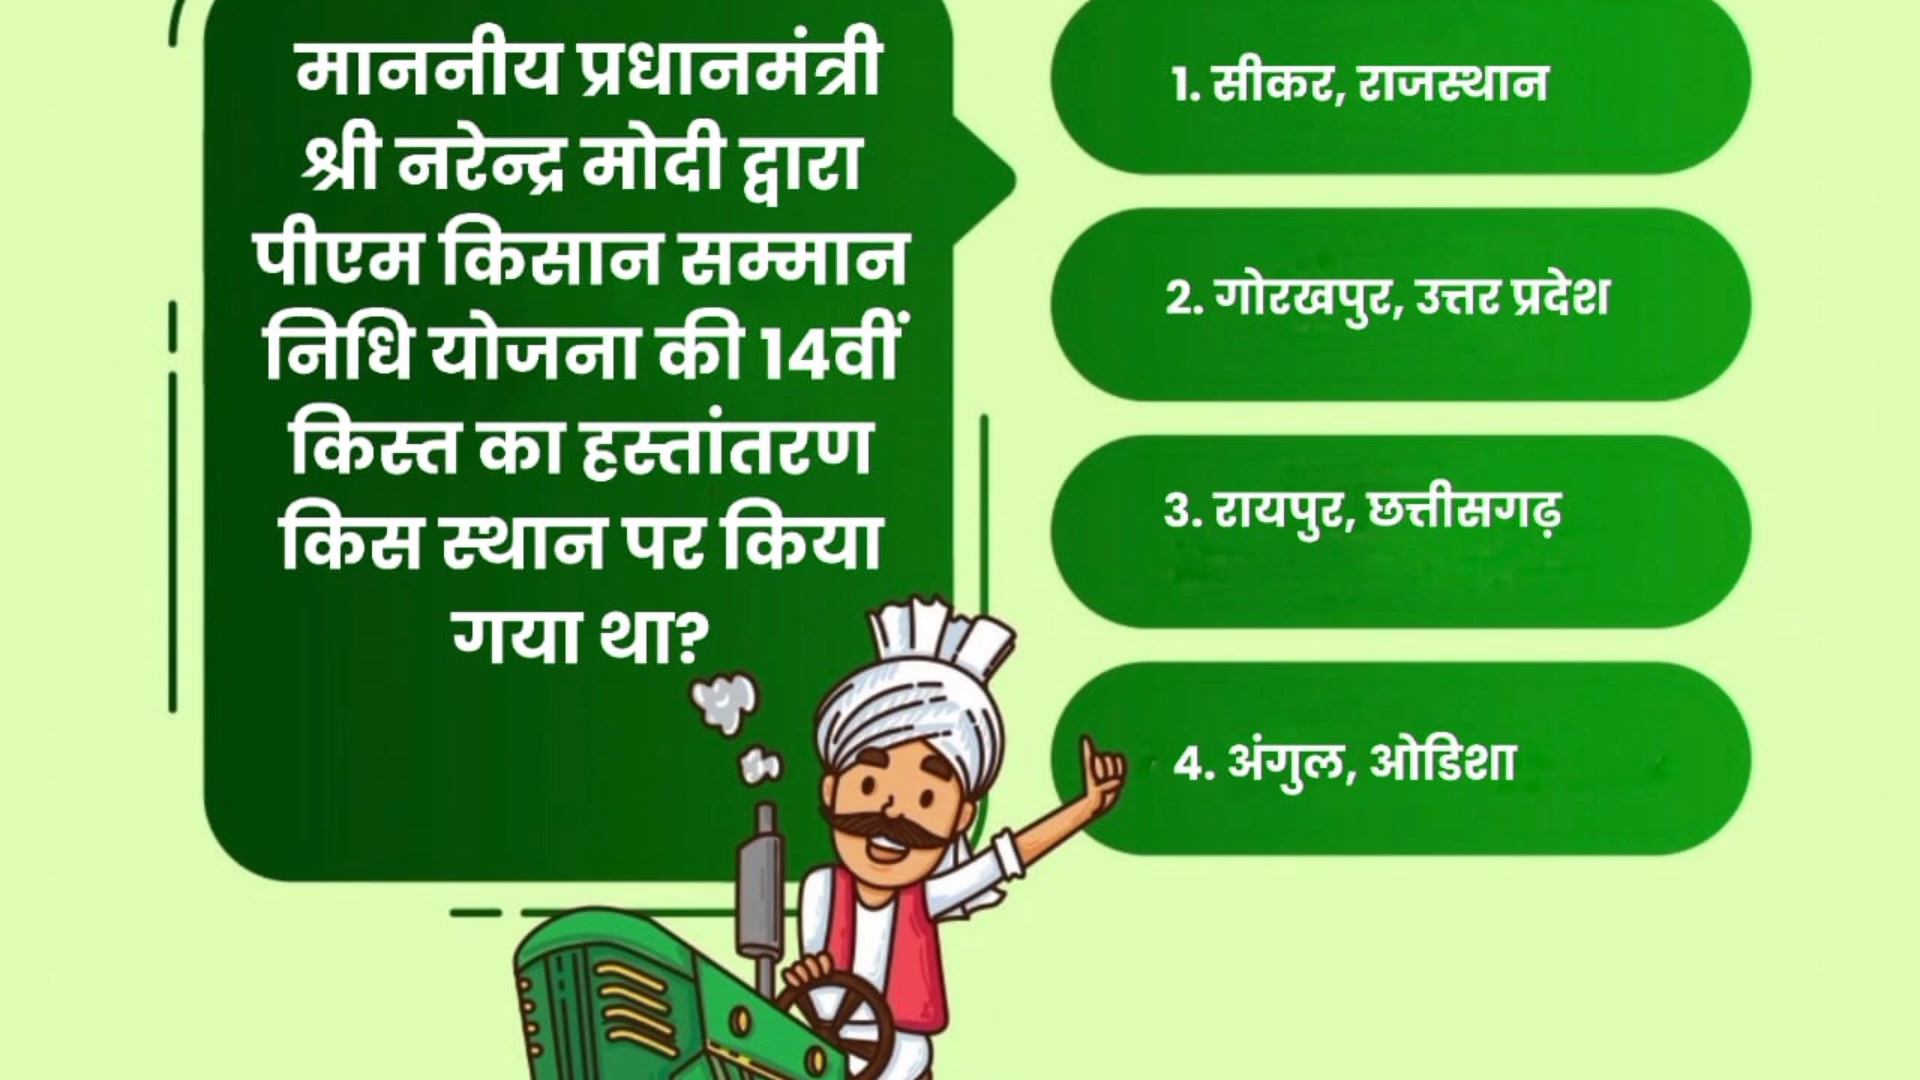 माननीय प्रधानमंत्री
श्री नरेन्द्र मोदी द्वारा
पीएम किसान सम्मान
निधि योजना की 14वीं
किस्त का हस्तांतरण
किस स्थान पर किया
गया था?
1. सीकर, राजस्थान
2. गोरखपुर, उत्तर प्रदेश
3. रायपुर, छत्तीसगढ़
4. अंगुल, ओडिशा